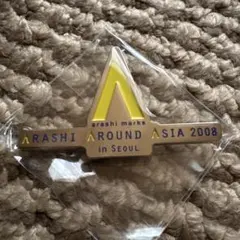 arashi marks
ARASHI AROUND ASIA 2008
in SEOUL